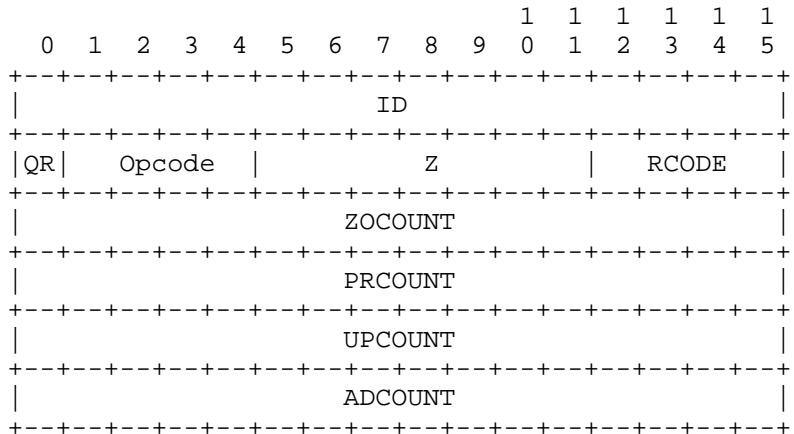 1  1  1  1  1  1
  0  1  2  3  4  5  6  7  8  9  0  1  2  3  4  5
+--+--+--+--+--+--+--+--+--+--+--+--+--+--+--+--+
|                      ID                       |
+--+--+--+--+--+--+--+--+--+--+--+--+--+--+--+--+
|QR|   Opcode  |          Z         |   RCODE   |
+--+--+--+--+--+--+--+--+--+--+--+--+--+--+--+--+
|                    ZOCOUNT                    |
+--+--+--+--+--+--+--+--+--+--+--+--+--+--+--+--+
|                    PRCOUNT                    |
+--+--+--+--+--+--+--+--+--+--+--+--+--+--+--+--+
|                    UPCOUNT                    |
+--+--+--+--+--+--+--+--+--+--+--+--+--+--+--+--+
|                    ADCOUNT                    |
+--+--+--+--+--+--+--+--+--+--+--+--+--+--+--+--+